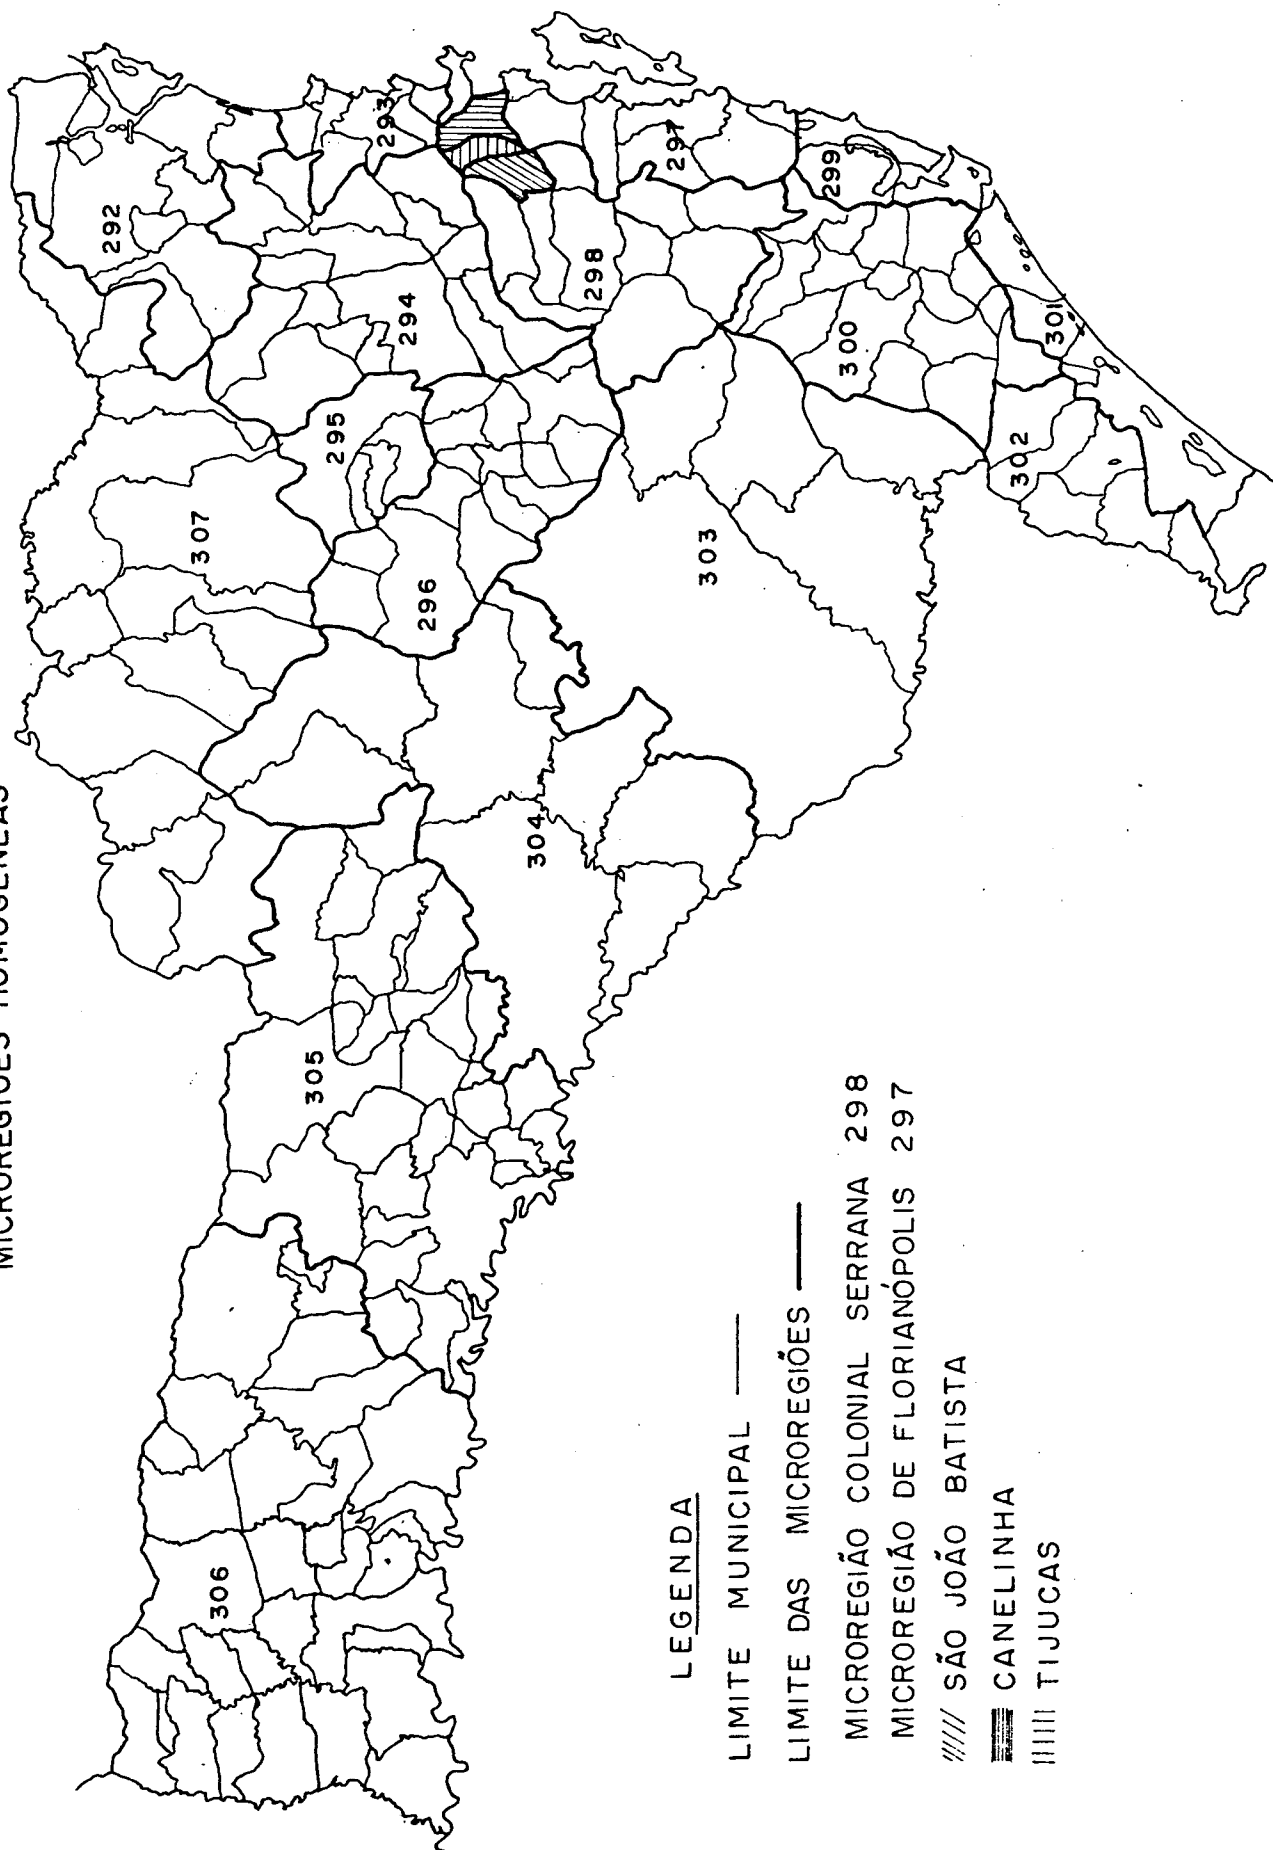 MICROREGIÕES HOMOGÊNEAS
292
293
294
295
296
297
298
299
300
301
302
303
304
305
306
307
LEGENDA
LIMITE MUNICIPAL
LIMITE DAS MICROREGIÕES
MICROREGIÃO COLONIAL SERRANA 298
MICROREGIÃO DE FLORIANÓPOLIS 297
SÃO JOÃO BATISTA
CANELINHA
TIJUCAS